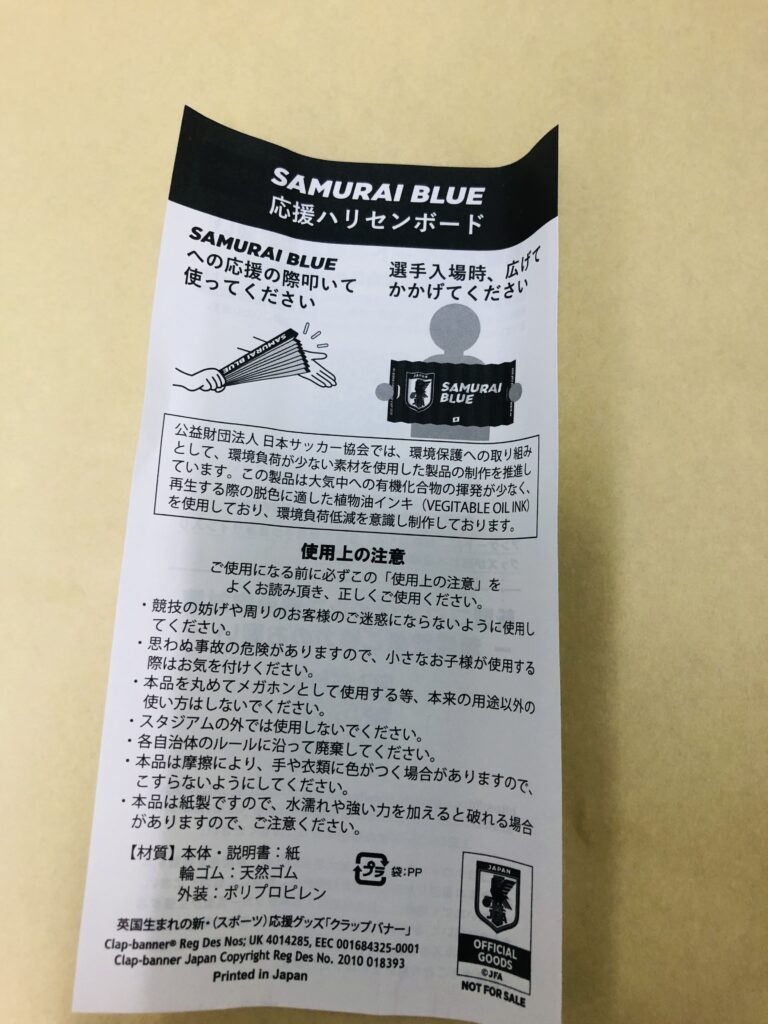 SAMURAI BLUE
応援ハリセンボード
SAMURAI BLUE
への応援の際叩いて
使ってください
選手入場時、広げて
かかげてください
SAMURAI BLUE
JAPAN
SAMURAI
BLUE
公益財団法人 日本サッカー協会では、環境保護への取り組み
として、環境負荷が少ない素材を使用した製品の制作を推進し
ています。この製品は大気中への有機化合物の揮発が少なく、
再生する際の脱色に適した植物油インキ（VEGITABLE OIL INK）
を使用しており、環境負荷低減を意識し制作しております。
使用上の注意
ご使用になる前に必ずこの「使用上の注意」を
よくお読み頂き、正しくご使用ください。
・競技の妨げや周りのお客様のご迷惑にならないように使用し
てください。
・思わぬ事故の危険がありますので、小さなお子様が使用する
際はお気を付けください。
・本品を丸めてメガホンとして使用する等、本来の用途以外の
使い方はしないでください。
・スタジアムの外では使用しないでください。
・各自治体のルールに沿って廃棄してください。
・本品は摩擦により、手や衣類に色がつく場合がありますので、
こすらないようにしてください。
・本品は紙製ですので、水濡れや強い力を加えると破れる場合
がありますので、ご注意ください。
【材質】本体・説明書：紙
輪ゴム：天然ゴム
外装：ポリプロピレン
プラ 袋:PP
英国生まれの新・（スポーツ）応援グッズ「クラップバナー」
Clap-banner® Reg Des Nos; UK 4014285, EEC 001684325-0001
Clap-banner Japan Copyright Reg Des No. 2010 018393
Printed in Japan
JAPAN
OFFICIAL
GOODS
©JFA
NOT FOR SALE